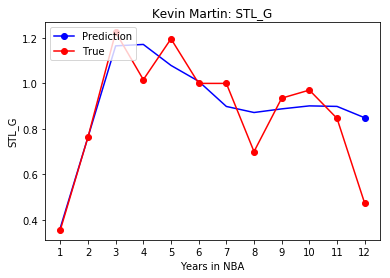 Kevin Martin: STL_G
Prediction
True
1.2
1.0
0.8
0.6
0.4
STL_G
1 2 3 4 5 6 7 8 9 10 11 12
Years in NBA